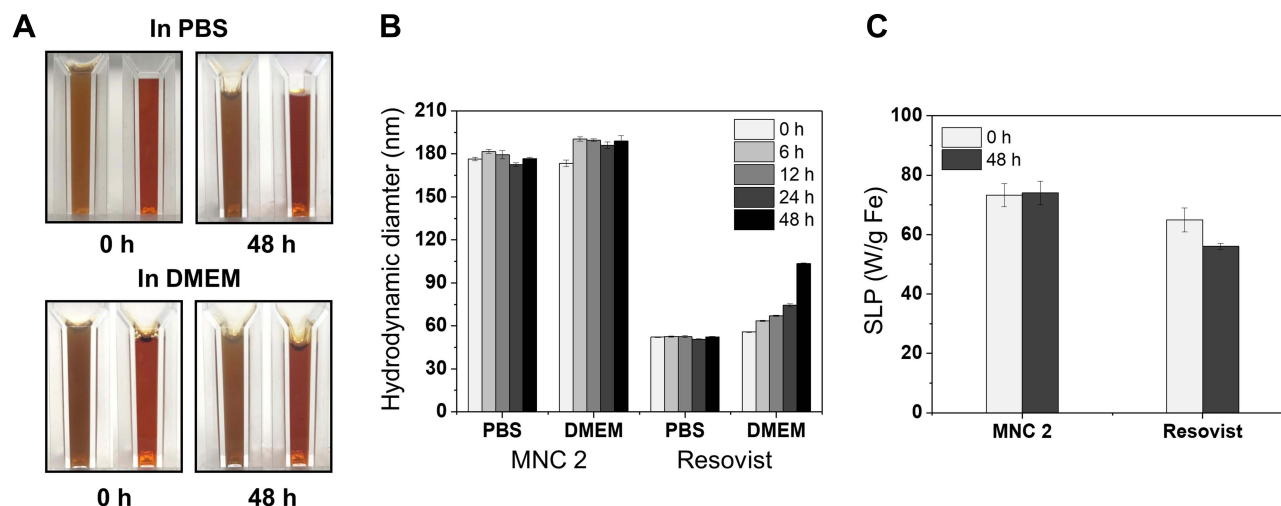 A
In PBS
0 h
48 h
In DMEM
0 h
48 h
B
Hydrodynamic diamter (nm)
210
180
150
120
90
60
30
0
0 h
6 h
12 h
24 h
48 h
PBS DMEM PBS DMEM
MNC 2 Resovist
C
SLP (W/g Fe)
100
80
60
40
20
0
0 h
48 h
MNC 2 Resovist